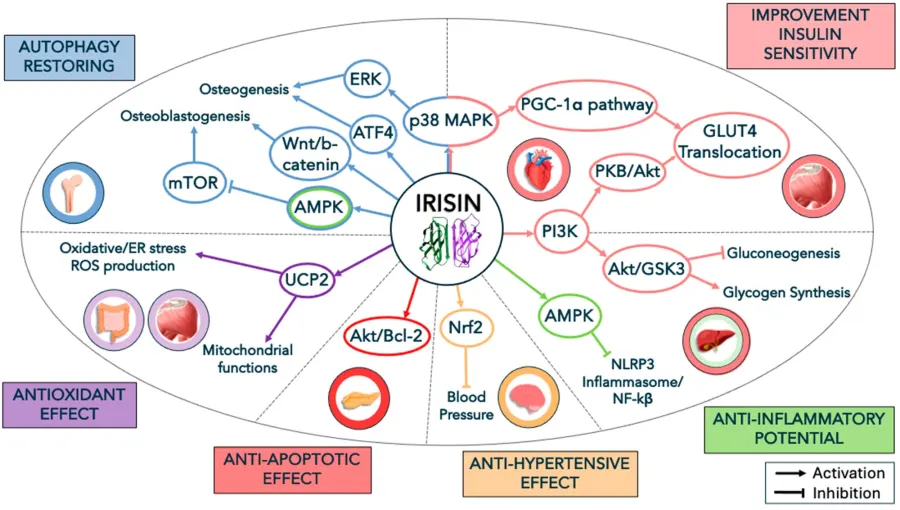 AUTOPHAGY
RESTORING
IMPROVEMENT
INSULIN
SENSITIVITY
Osteogenesis
ERK
Osteoblastogenesis
p38 MAPK
PGC-1α pathway
ATF4
Wnt/b-
catenin
GLUT4
Translocation
mTOR
PKB/Akt
AMPK
IRISIN
PI3K
Oxidative/ER stress
ROS production
UCP2
Gluconeogenesis
Akt/GSK3
Glycogen Synthesis
Akt/Bcl-2
Nrf2
AMPK
Mitochondrial
functions
NLRP3
Inflammasome/
NF-kβ
Blood
Pressure
ANTIOXIDANT
EFFECT
ANTI-INFLAMMATORY
POTENTIAL
ANTI-APOPTOTIC
EFFECT
ANTI-HYPERTENSIVE
EFFECT
Activation
Inhibition